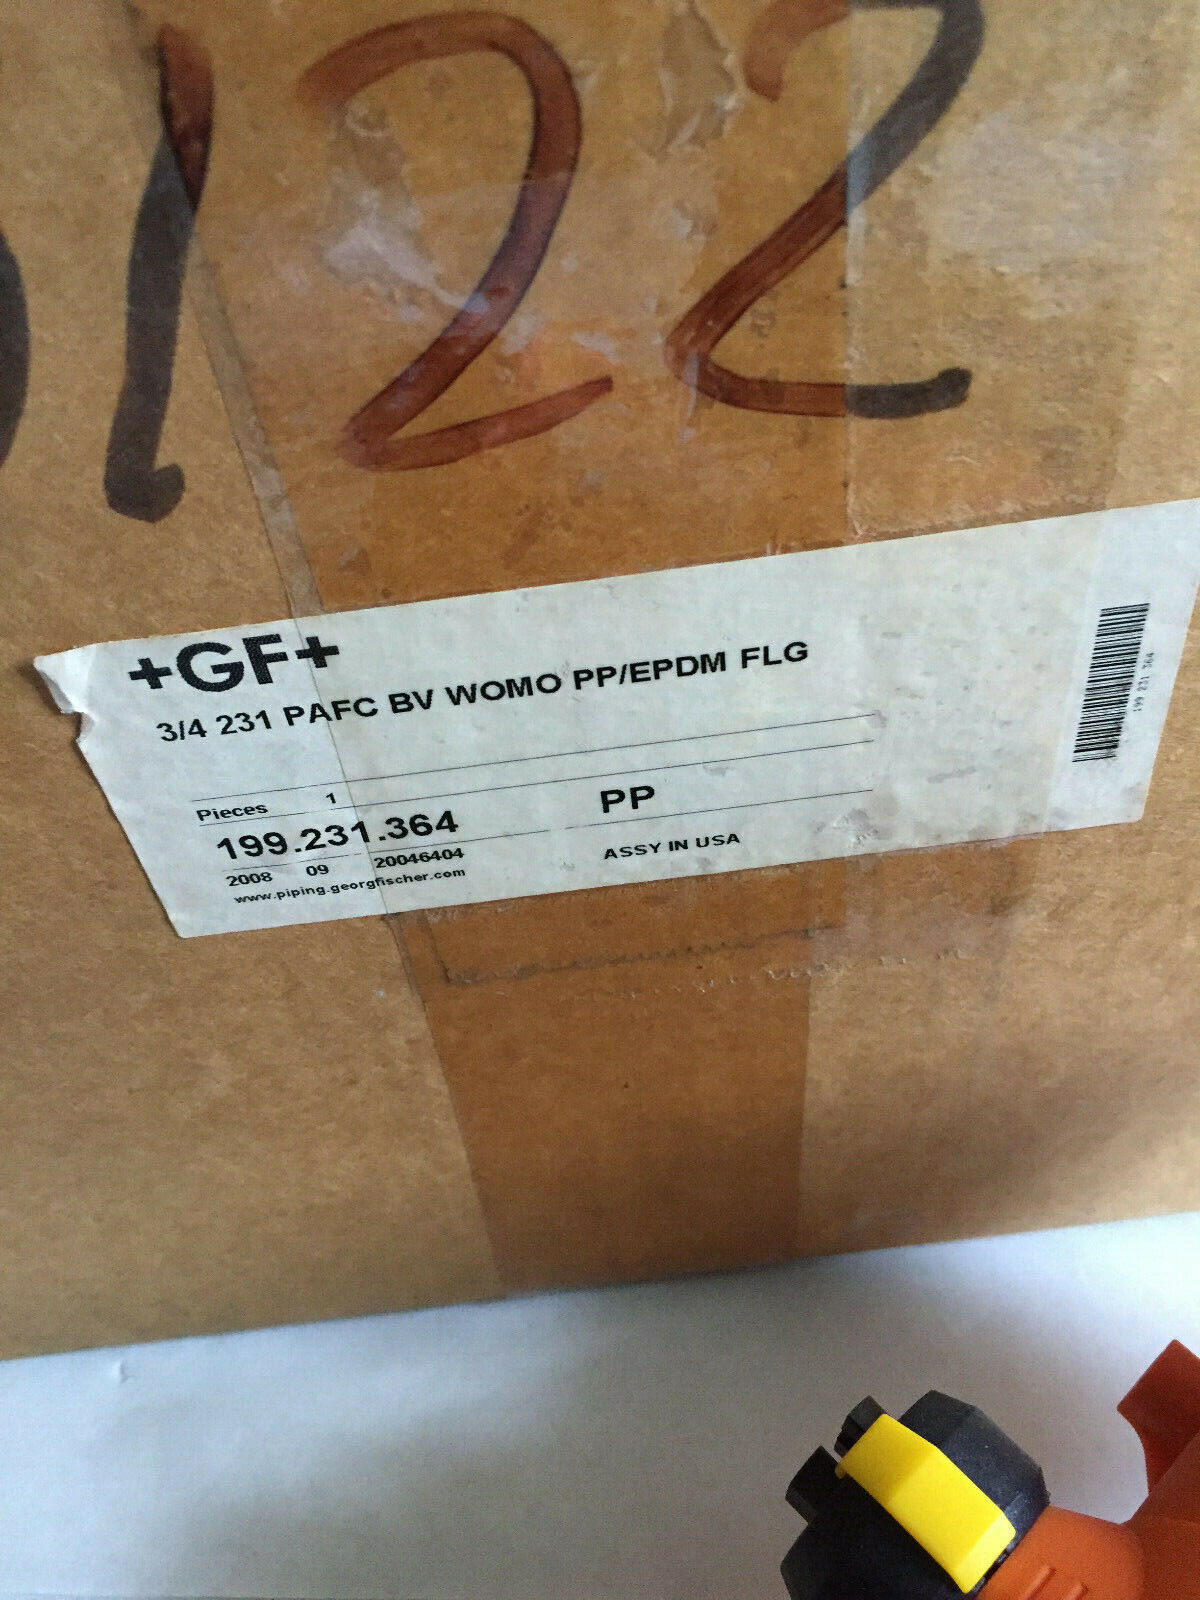 122
+GF+
3/4 231 PAFC BV WOMO PP/EPDM FLG
Pieces 1
199.231.364 PP
2008 09 20046404 ASSY IN USA
www.piping.georgfischer.com
199 231 364